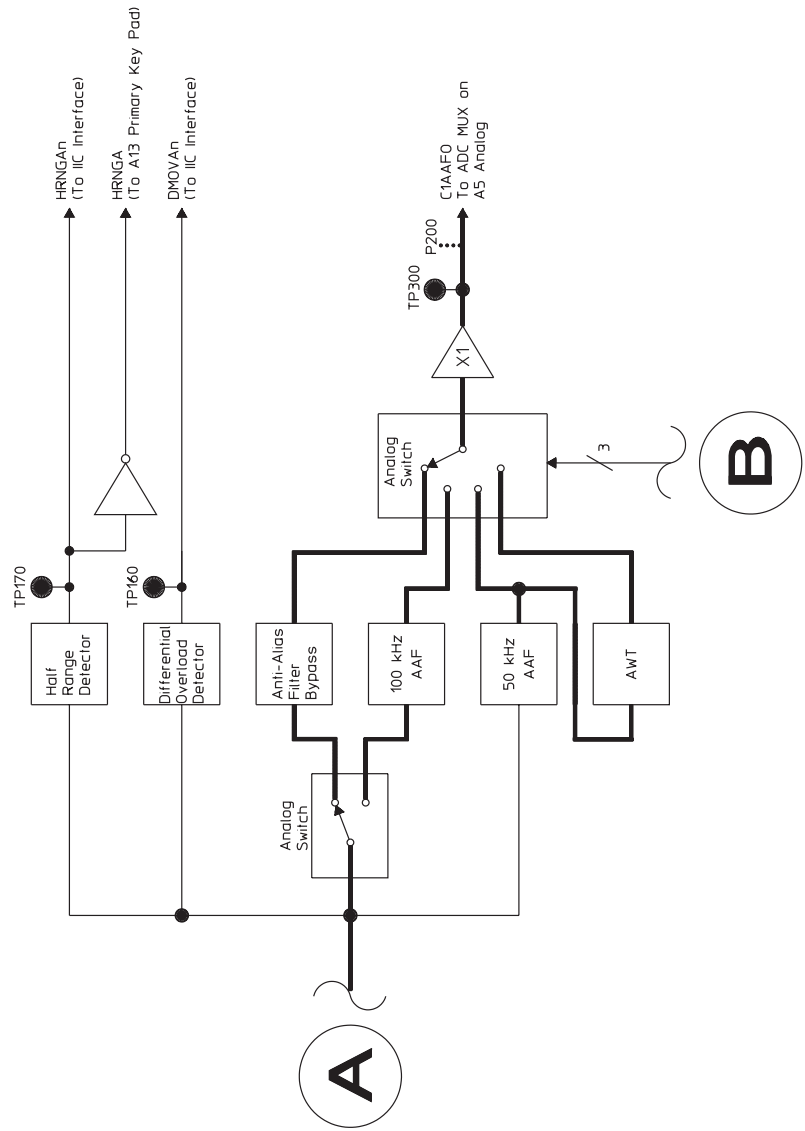 HRNGAn
(To IIC Interface)
HRNGA
(To A13 Primary Key Pad)
DMOVAn
(To IIC Interface)
TP170
TP160
Half
Range
Detector
Differential
Overload
Detector
Anti-Alias
Filter
Bypass
100 kHz
AAF
50 kHz
AAF
AWT
Analog
Switch
Analog
Switch
X1
TP300
P200
C1AAFO
To ADC MUX on
A5 Analog
3
A
B